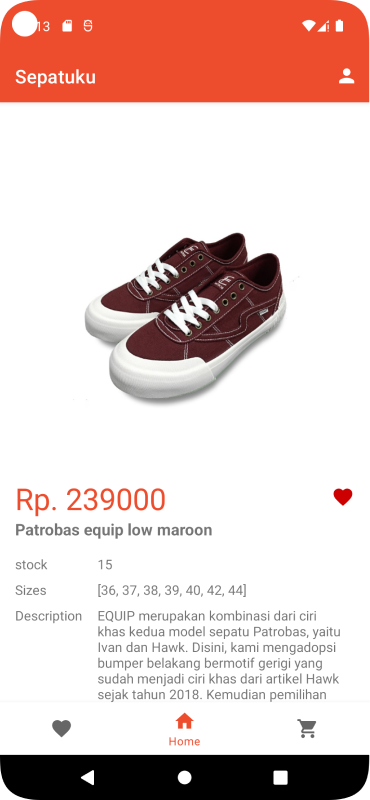 13
Sepatuku
Rp. 239000
Patrobas equip low maroon
stock 15
Sizes [36, 37, 38, 39, 40, 42, 44]
Description EQUIP merupakan kombinasi dari ciri
khas kedua model sepatu Patrobas, yaitu
Ivan dan Hawk. Disini, kami mengadopsi
bumper belakang bermotif gerigi yang
sudah menjadi ciri khas dari artikel Hawk
sejak tahun 2018. Kemudian pemilihan
Home